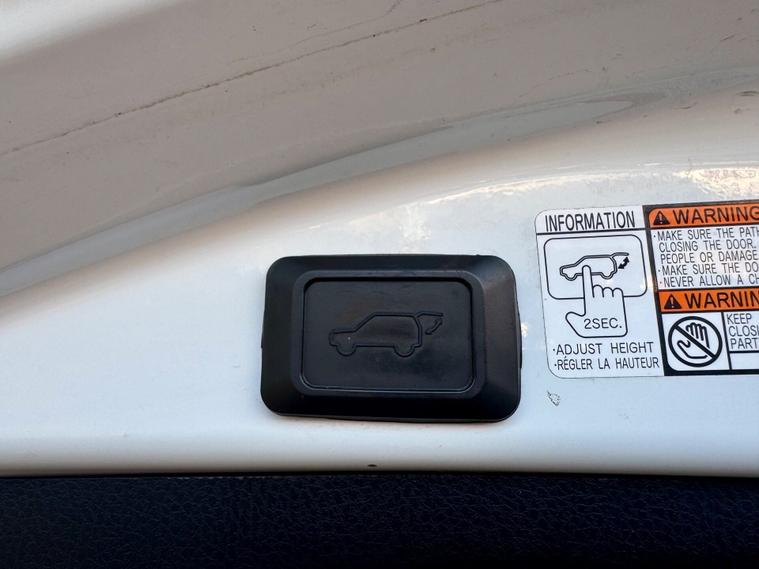 INFORMATION
2SEC.
·ADJUST HEIGHT
·RÉGLER LA HAUTEUR
WARNING
·MAKE SURE THE PATH
CLOSING THE DOOR.
PEOPLE OR DAMAGE
·MAKE SURE THE DOO
·NEVER ALLOW A CH
WARNIN
KEEP
CLOSI
PART